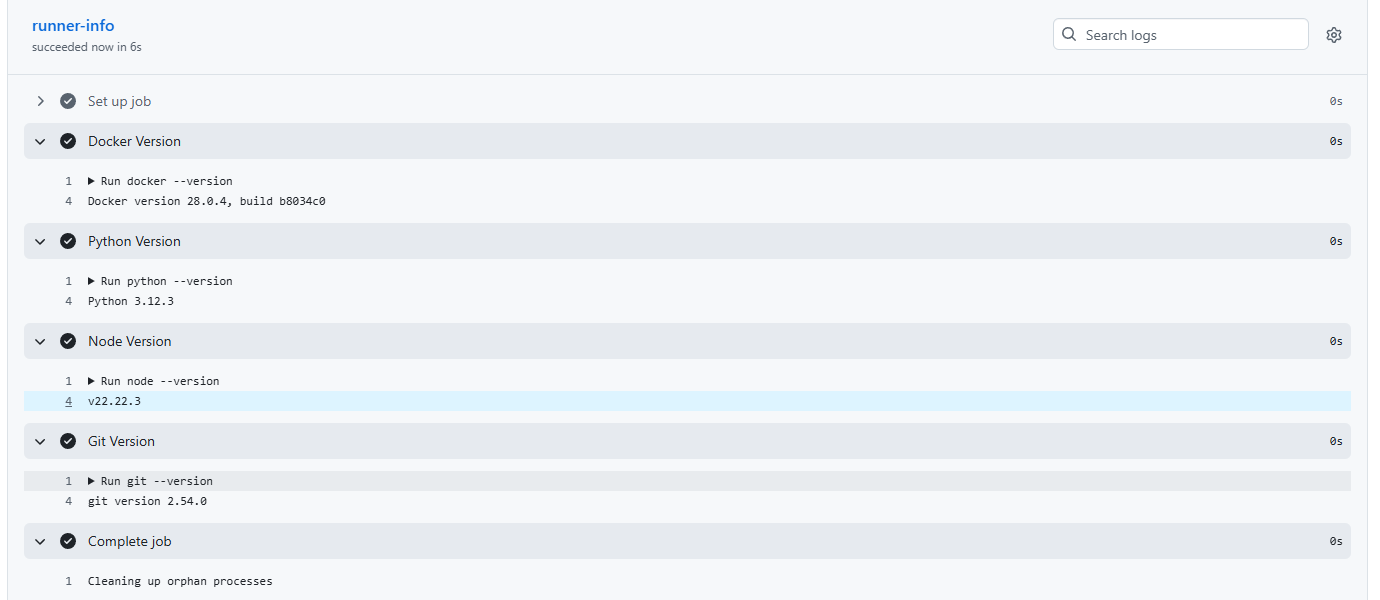 runner-info
succeeded now in 6s
Search logs
Set up job 0s
Docker Version 0s
1 Run docker --version
4 Docker version 28.0.4, build b8034c0
Python Version 0s
1 Run python --version
4 Python 3.12.3
Node Version 0s
1 Run node --version
4 v22.22.3
Git Version 0s
1 Run git --version
4 git version 2.54.0
Complete job 0s
1 Cleaning up orphan processes